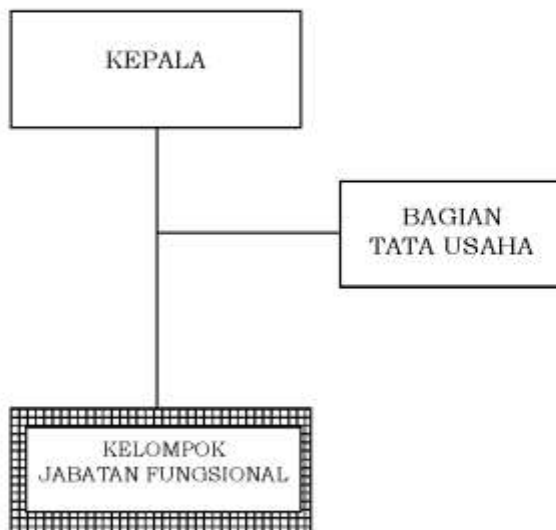 KEPALA
BAGIAN
TATA USAHA
KELOMPOK
JABATAN FUNGSIONAL